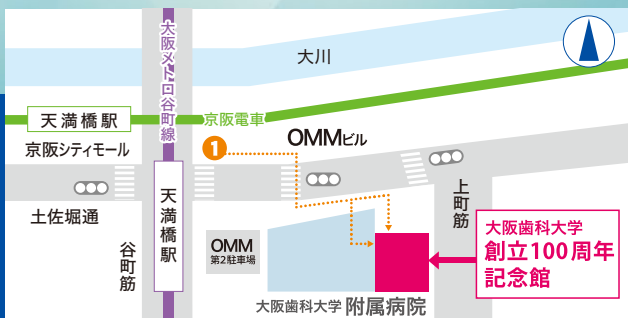 大川
大阪メトロ谷町線
天満橋駅
京阪電車
京阪シティモール
1
OMMビル
土佐堀通
谷町筋
天満橋駅
OMM
第2駐車場
上町筋
大阪歯科大学
創立100周年
記念館
大阪歯科大学 附属病院